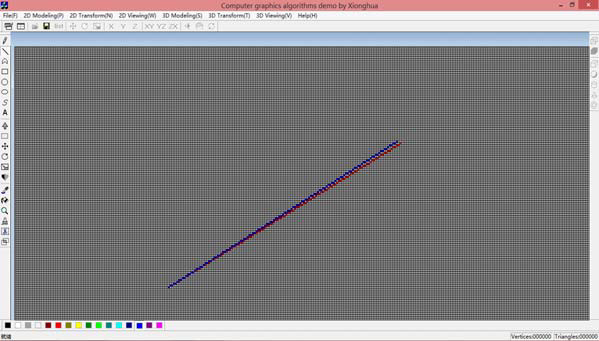 Computer graphics algorithms demo by Xionghua
File(F) 2D Modeling(P) 2D Transform(N) 2D Viewing(W) 3D Modeling(S) 3D Transform(T) 3D Viewing(V) Help(H)
X Y Z XY YZ ZX
A
就绪 Vertices:000000 Triangles:000000